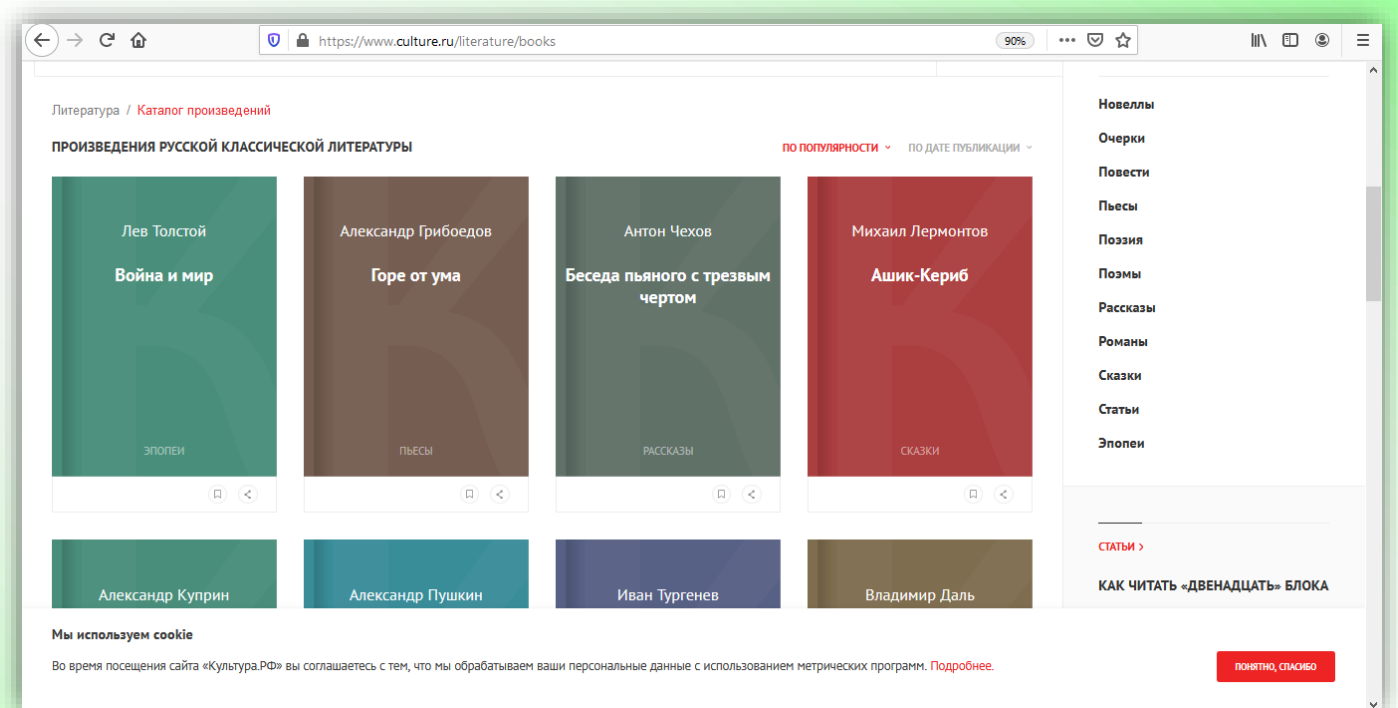 https://www.culture.ru/literature/books
90%
Литература / Каталог произведений
ПРОИЗВЕДЕНИЯ РУССКОЙ КЛАССИЧЕСКОЙ ЛИТЕРАТУРЫ
ПО ПОПУЛЯРНОСТИ
ПО ДАТЕ ПУБЛИКАЦИИ
Лев Толстой
Война и мир
ЭПОПЕИ
Александр Грибоедов
Горе от ума
ПЬЕСЫ
Антон Чехов
Беседа пьяного с трезвым
чертом
РАССКАЗЫ
Михаил Лермонтов
Ашик-Кериб
СКАЗКИ
Александр Куприн
Александр Пушкин
Иван Тургенев
Владимир Даль
Новеллы
Очерки
Повести
Пьесы
Поэзия
Поэмы
Рассказы
Романы
Сказки
Статьи
Эпопеи
СТАТЬИ >
КАК ЧИТАТЬ «ДВЕНАДЦАТЬ» БЛОКА
Мы используем cookie
Во время посещения сайта «Культура.РФ» вы соглашаетесь с тем, что мы обрабатываем ваши персональные данные с использованием метрических программ. Подробнее.
ПОНЯТНО, СПАСИБО